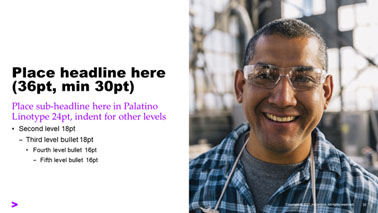 Place headline here
(36pt, min 30pt)
Place sub-headline here in Palatino
Linotype 24pt, indent for other levels
• Second level 18pt
– Third level bullet 18pt
• Fourth level bullet 16pt
– Fifth level bullet 16pt
>